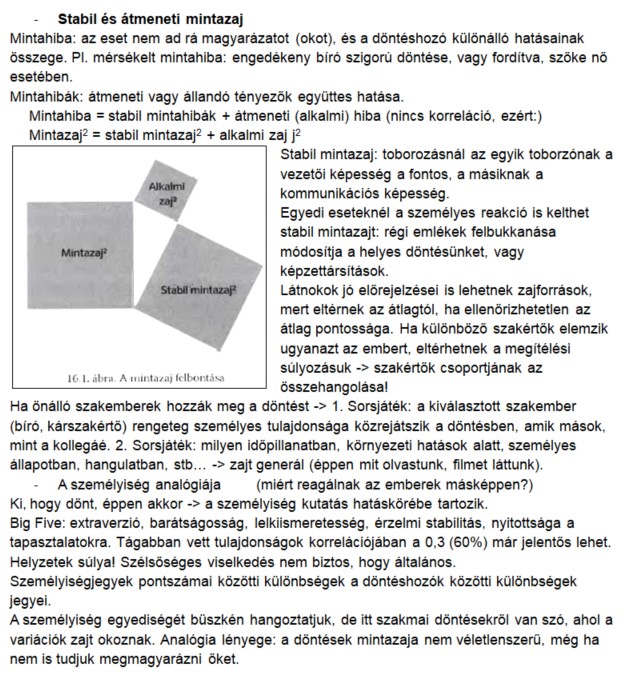 - Stabil és átmeneti mintazaj
Mintahiba: az eset nem ad rá magyarázatot (okot), és a döntéshozó különálló hatásainak
összege. Pl. mérsékelt mintahiba: engedékeny bíró szigorú döntése, vagy fordítva, szőke nő
esetében.
Mintahibák: átmeneti vagy állandó tényezők együttes hatása.
Mintahiba = stabil mintahibák + átmeneti (alkalmi) hiba (nincs korreláció, ezért:)
Mintazaj² = stabil mintazaj² + alkalmi zaj j²
Alkalmi
zaj²
Mintazaj²
Stabil mintazaj²
16.1. ábra. A mintazaj felbontása
Stabil mintazaj: toborozásnál az egyik toborzónak a
vezetői képesség a fontos, a másiknak a
kommunikációs képesség.
Egyedi eseteknél a személyes reakció is kelthet
stabil mintazajt: régi emlékek felbukkanása
módosítja a helyes döntésünket, vagy
képzettársítások.
Látnokok jó előrejelzései is lehetnek zajforrások,
mert eltérnek az átlagtól, ha ellenőrizhetetlen az
átlag pontossága. Ha különböző szakértők elemzik
ugyanazt az embert, eltérhetnek a megítélési
súlyozásuk -> szakértők csoportjának az
összehangolása!
Ha önálló szakemberek hozzák meg a döntést -> 1. Sorsjáték: a kiválasztott szakember
(bíró, kárszakértő) rengeteg személyes tulajdonsága közrejátszik a döntésben, amik mások,
mint a kollegáé. 2. Sorsjáték: milyen időpillanatban, környezeti hatások alatt, személyes
állapotban, hangulatban, stb... -> zajt generál (éppen mit olvastunk, filmet láttunk).
- A személyiség analógiája (miért reagálnak az emberek másképpen?)
Ki, hogy dönt, éppen akkor -> a személyiség kutatás hatáskörébe tartozik.
Big Five: extraverzió, barátságosság, lelkiismeretesség, érzelmi stabilitás, nyitottsága a
tapasztalatokra. Tágabban vett tulajdonságok korrelációjában a 0,3 (60%) már jelentős lehet.
Helyzetek súlya! Szélsőséges viselkedés nem biztos, hogy általános.
Személyiségjegyek pontszámai közötti különbségek a döntéshozók közötti különbségek
jegyei.
A személyiség egyediségét büszkén hangoztatjuk, de itt szakmai döntésekről van szó, ahol a
variációk zajt okoznak. Analógia lényege: a döntések mintazaja nem véletlenszerű, még ha
nem is tudjuk megmagyarázni őket.